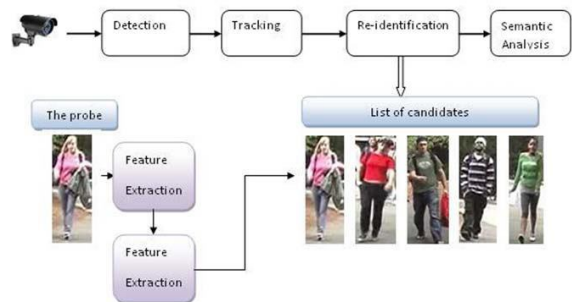 Detection
Tracking
Re-identification
Semantic
Analysis
The probe
List of candidates
Feature
Extraction
Feature
Extraction